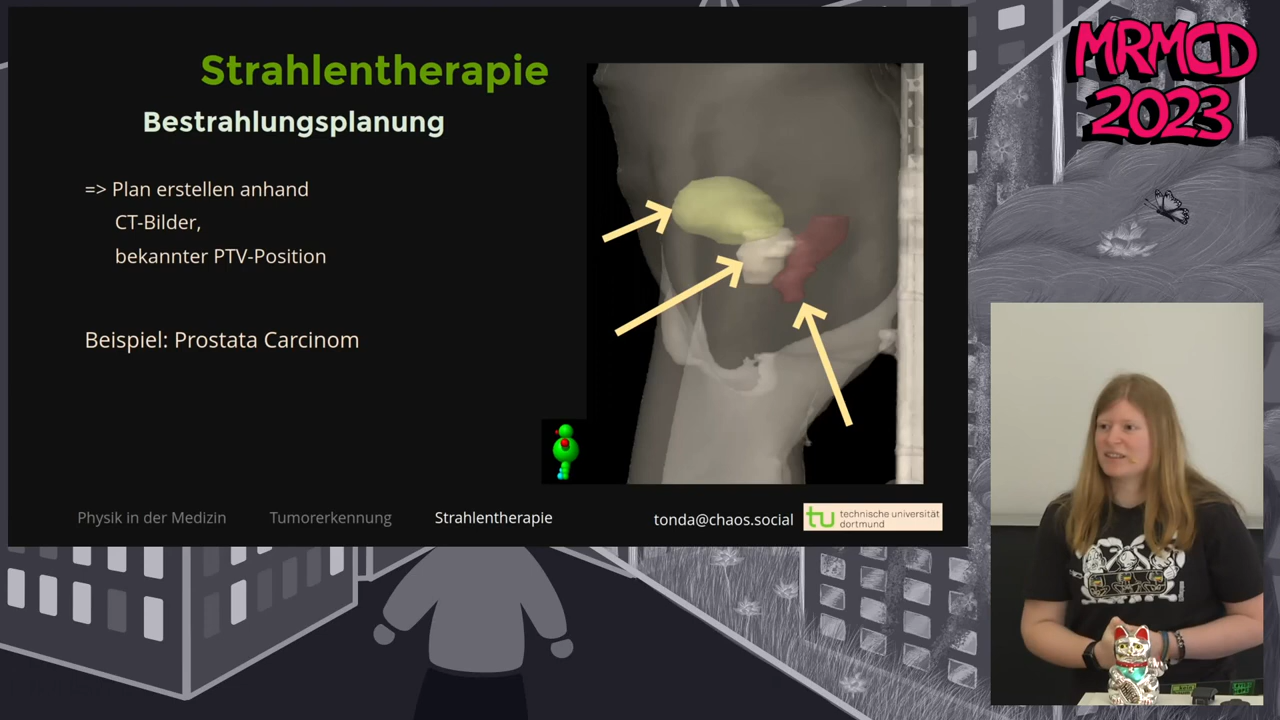 Strahlentherapie
Bestrahlungsplanung
=> Plan erstellen anhand
CT-Bilder,
bekannter PTV-Position
Beispiel: Prostata Carcinom
Physik in der Medizin
Tumorerkennung
Strahlentherapie
tonda@chaos.social
tu technische universität
dortmund
MRMCD
2023